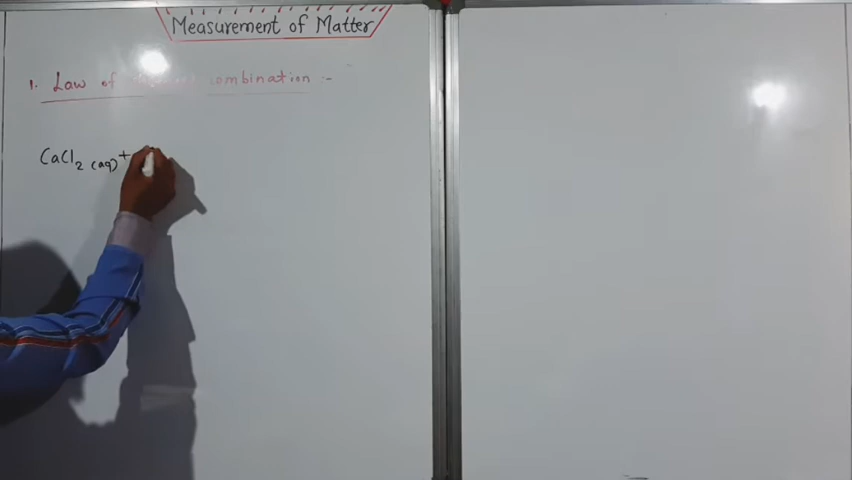 Measurement of Matter
1. Law of combination :-
CaCl2 (aq) +